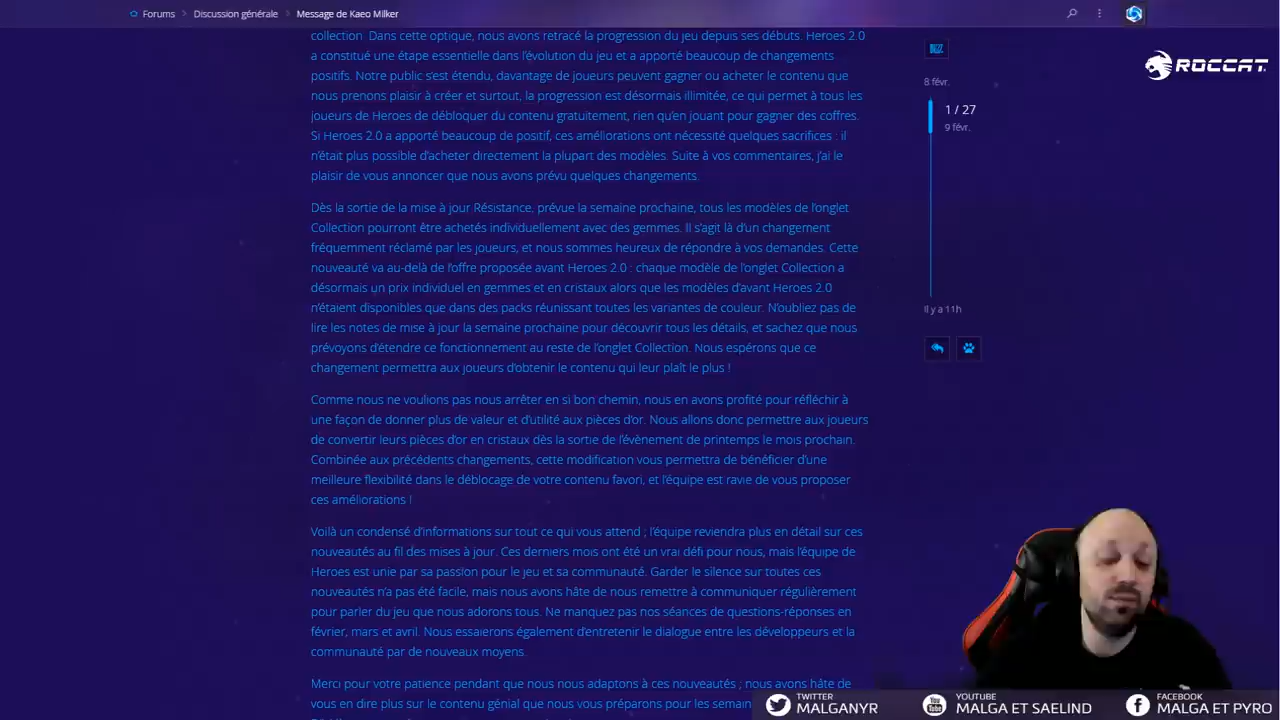 Forums > Discussion générale > Message de Kaeo Milker
collection. Dans cette optique, nous avons retracé la progression du jeu depuis ses débuts. Heroes 2.0
a constitué une étape essentielle dans l'évolution du jeu et a apporté beaucoup de changements
positifs. Notre public s'est étendu, davantage de joueurs peuvent gagner ou acheter le contenu que
nous prenons plaisir à créer et surtout, la progression est désormais illimitée, ce qui permet à tous les
joueurs de Heroes de débloquer du contenu gratuitement, rien qu'en jouant pour gagner des coffres.
Si Heroes 2.0 a apporté beaucoup de positif, ces améliorations ont nécessité quelques sacrifices : il
n'était plus possible d'acheter directement la plupart des modèles. Suite à vos commentaires, j'ai le
plaisir de vous annoncer que nous avons prévu quelques changements.
Dès la sortie de la mise à jour Résistance, prévue la semaine prochaine, tous les modèles de l'onglet
Collection pourront être achetés individuellement avec des gemmes. Il s'agit là d'un changement
fréquemment réclamé par les joueurs, et nous sommes heureux de répondre à vos demandes. Cette
nouveauté va au-delà de l'offre proposée avant Heroes 2.0 : chaque modèle de l'onglet Collection a
désormais un prix individuel en gemmes et en cristaux alors que les modèles d'avant Heroes 2.0
n'étaient disponibles que dans des packs réunissant toutes les variantes de couleur. N'oubliez pas de
lire les notes de mise à jour la semaine prochaine pour découvrir tous les détails, et sachez que nous
prévoyons d'étendre ce fonctionnement au reste de l'onglet Collection. Nous espérons que ce
changement permettra aux joueurs d'obtenir le contenu qui leur plaît le plus !
Comme nous ne voulions pas nous arrêter en si bon chemin, nous en avons profité pour réfléchir à
une façon de donner plus de valeur et d'utilité aux pièces d'or. Nous allons donc permettre aux joueurs
de convertir leurs pièces d'or en cristaux dès la sortie de l'évènement de printemps le mois prochain.
Combinée aux précédents changements, cette modification vous permettra de bénéficier d'une
meilleure flexibilité dans le déblocage de votre contenu favori, et l'équipe est ravie de vous proposer
ces améliorations !
Voilà un condensé d'informations sur tout ce qui vous attend ; l'équipe reviendra plus en détail sur ces
nouveautés au fil des mises à jour. Ces derniers mois ont été un vrai défi pour nous, mais l'équipe de
Heroes est unie par sa passion pour le jeu et sa communauté. Garder le silence sur toutes ces
nouveautés n'a pas été facile, mais nous avons hâte de nous remettre à communiquer régulièrement
pour parler du jeu que nous adorons tous. Ne manquez pas nos séances de questions-réponses en
février, mars et avril. Nous essaierons également d'entretenir le dialogue entre les développeurs et la
communauté par de nouveaux moyens.
Merci pour votre patience pendant que nous nous adaptons à ces nouveautés ; nous avons hâte de
vous en dire plus sur le contenu génial que nous vous préparons pour les
8 févr.
1 / 27
9 févr.
Il y a 11h
ROCCAT
TWITTER
MALGANYR
YOUTUBE
MALGA ET SAELIND
FACEBOOK
MALGA ET PYRO